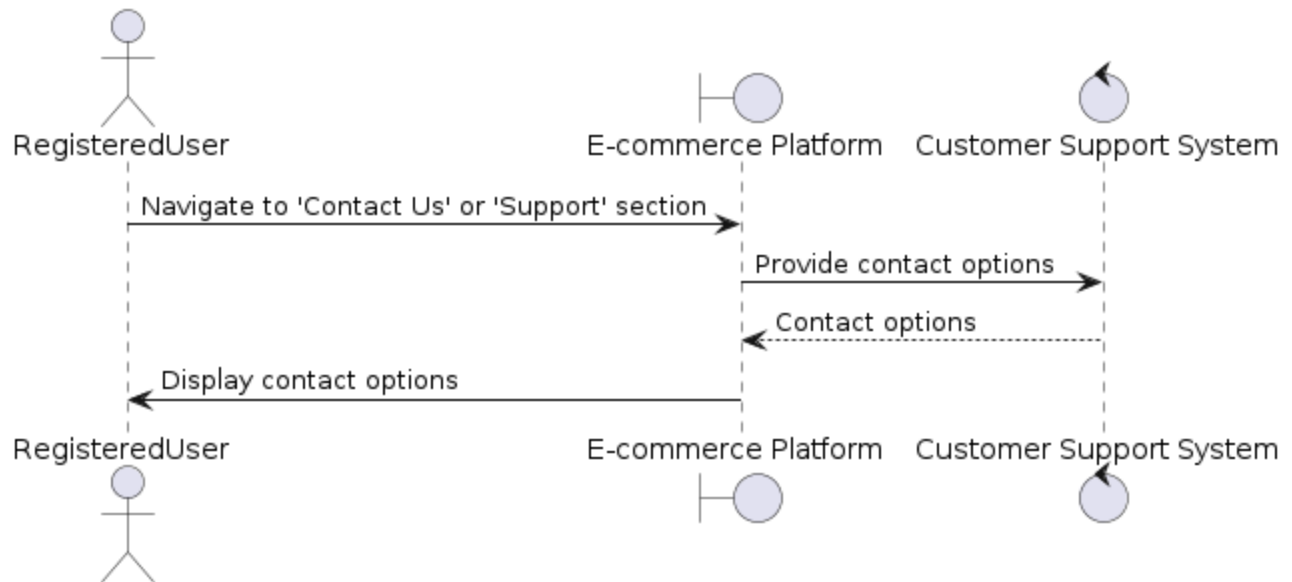 RegisteredUser
E-commerce Platform
Customer Support System
Navigate to 'Contact Us' or 'Support' section
Provide contact options
Contact options
Display contact options
RegisteredUser
E-commerce Platform
Customer Support System